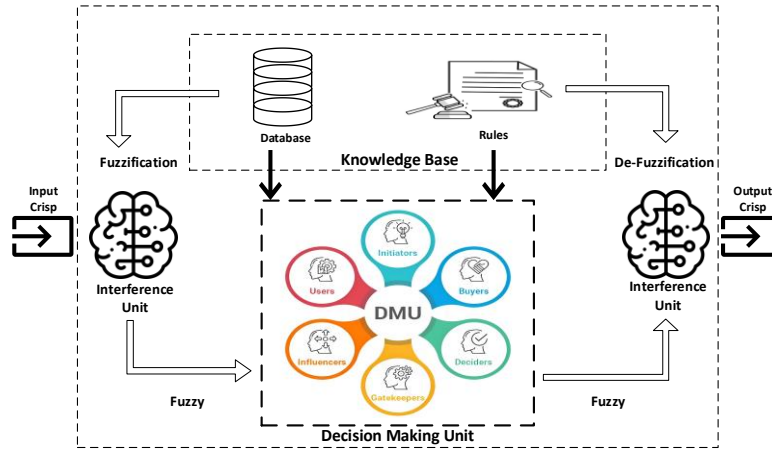 Database
Rules
Knowledge Base
Fuzzification
De-Fuzzification
Input
Crisp
Output
Crisp
Interference
Unit
Interference
Unit
Initiators
Users
Buyers
DMU
Influencers
Deciders
Gatekeepers
Fuzzy
Fuzzy
Decision Making Unit